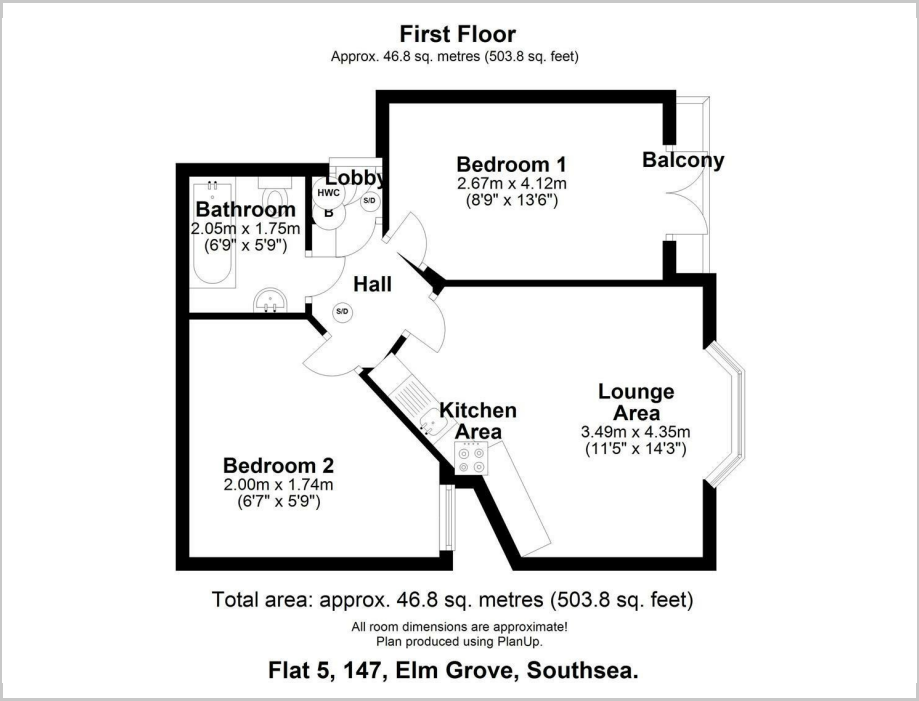 First Floor
Approx. 46.8 sq. metres (503.8 sq. feet)
Bedroom 1
2.67m x 4.12m
(8'9" x 13'6")
Balcony
Lobby
HWC
S/D
B
Bathroom
2.05m x 1.75m
(6'9" x 5'9")
Hall
S/D
Lounge
Area
3.49m x 4.35m
(11'5" x 14'3")
Kitchen
Area
Bedroom 2
2.00m x 1.74m
(6'7" x 5'9")
Total area: approx. 46.8 sq. metres (503.8 sq. feet)
All room dimensions are approximate!
Plan produced using PlanUp.
Flat 5, 147, Elm Grove, Southsea.